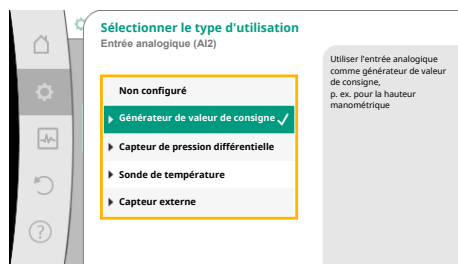 Sélectionner le type d'utilisation
Entrée analogique (AI2)
Non configuré
Générateur de valeur de consigne
Capteur de pression différentielle
Sonde de température
Capteur externe
Utiliser l'entrée analogique
comme générateur de valeur
de consigne,
p. ex. pour la hauteur
manométrique